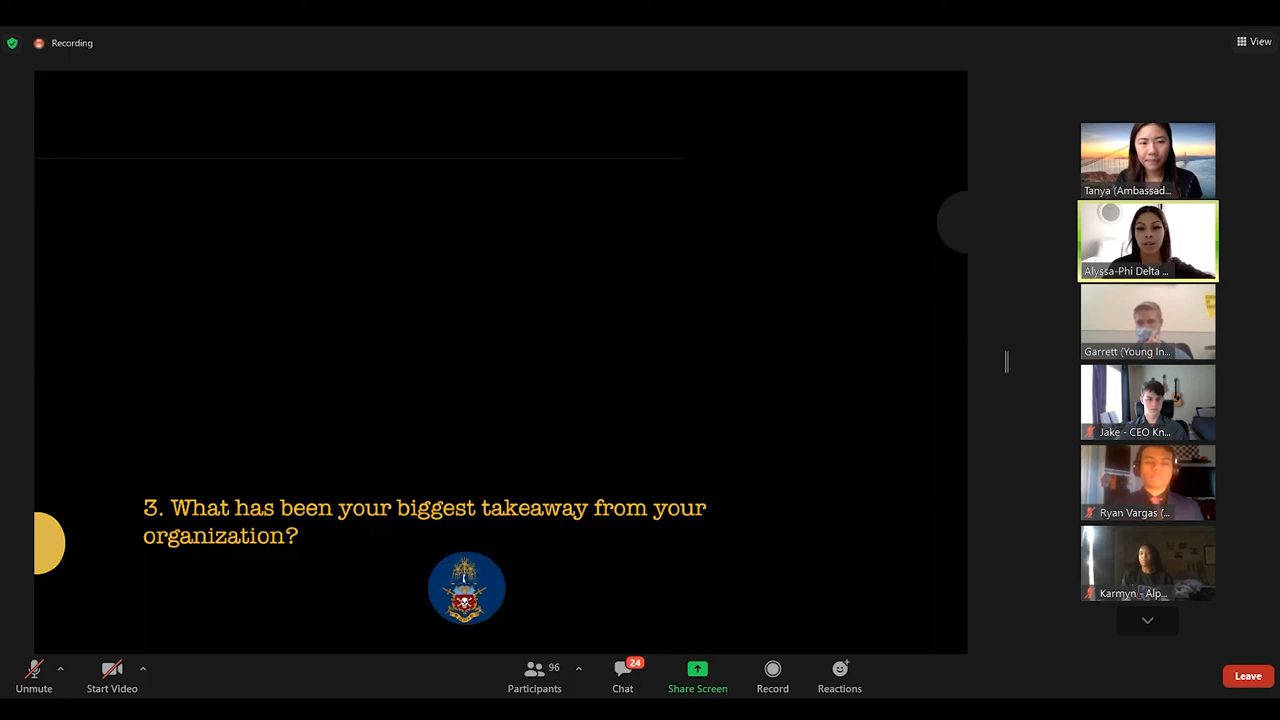 Recording
View
Tanya (Ambassad...
Alyssa-Phi Delta ...
Garrett (Young In...
Jake - CEO Kn...
Ryan Vargas (...
Karmyn - Alp...
3. What has been your biggest takeaway from your
organization?
Unmute
Start Video
96
Participants
24
Chat
Share Screen
Record
Reactions
Leave